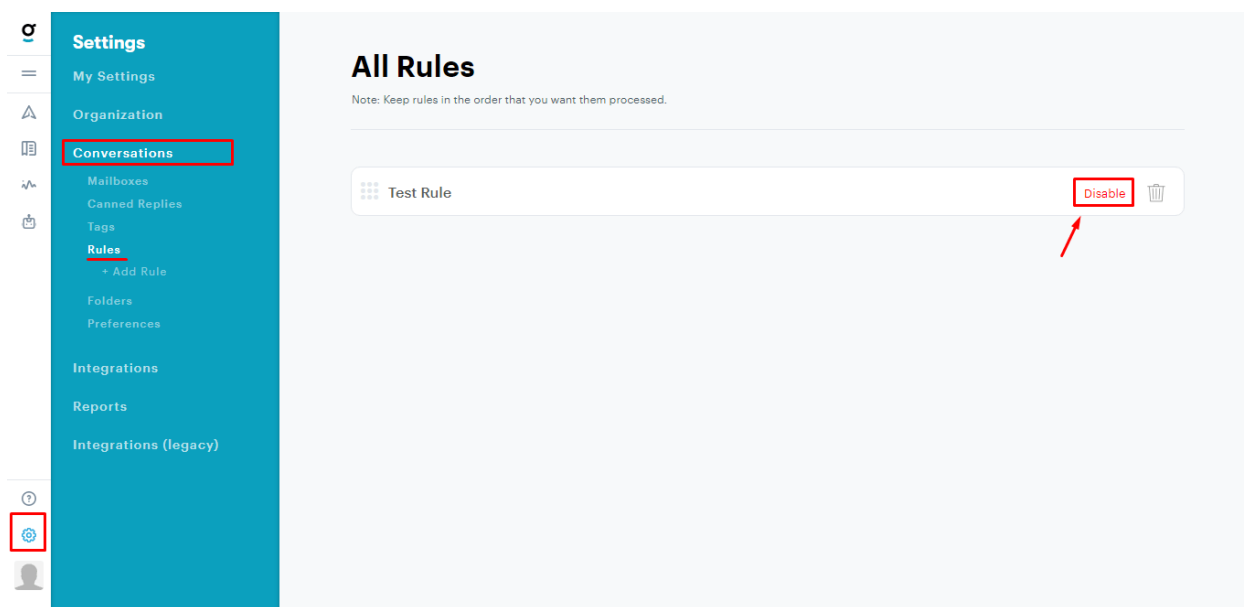 g
Settings
My Settings
Organization
Conversations
Mailboxes
Canned Replies
Tags
Rules
+ Add Rule
Folders
Preferences
Integrations
Reports
Integrations (legacy)
All Rules
Note: Keep rules in the order that you want them processed.
Test Rule
Disable
?